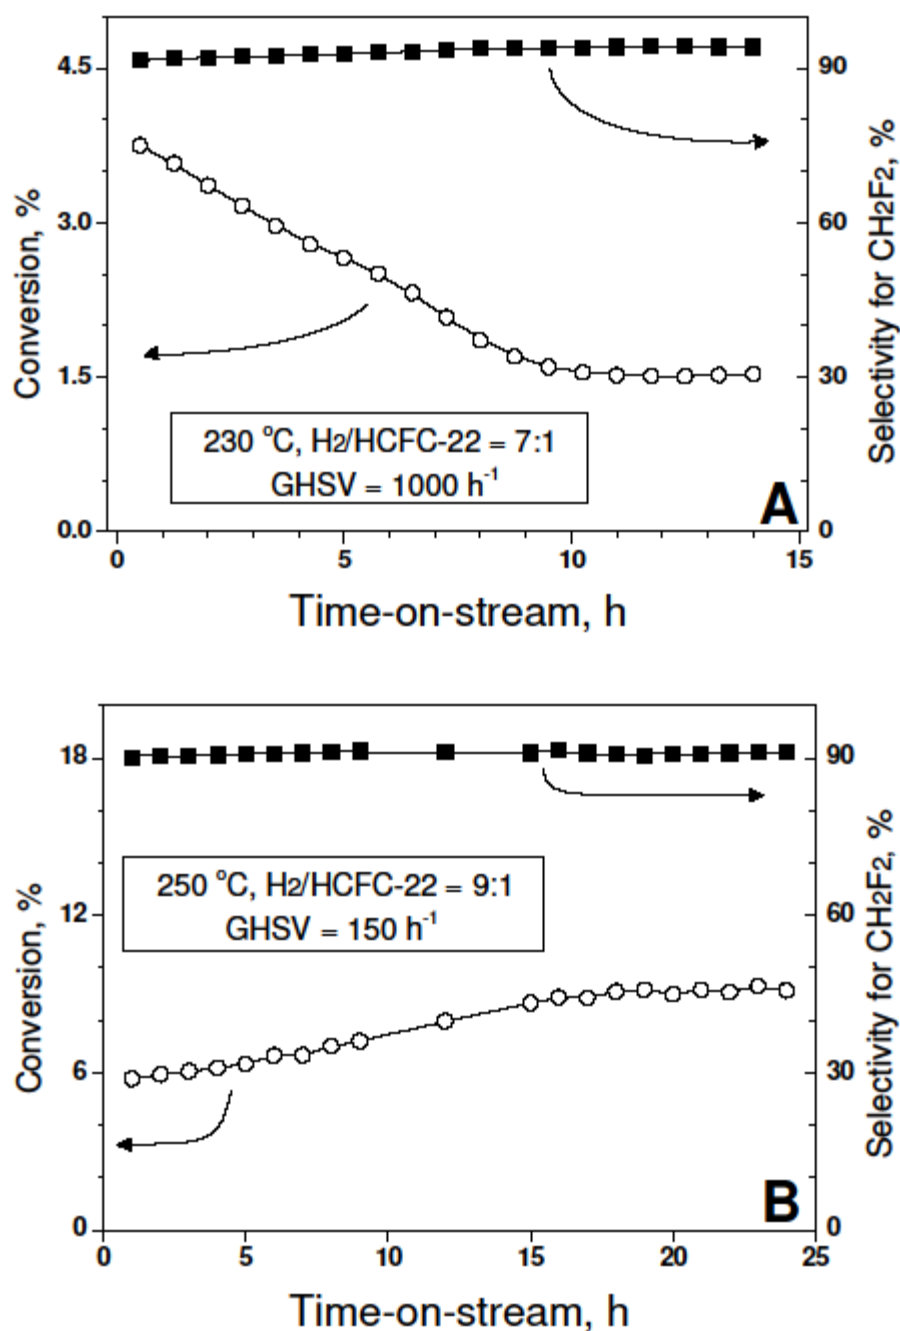 4.5
3.0
1.5
0.0
Conversion, %
90
60
30
0
Selectivity for CH2F2, %
230 °C, H2/HCFC-22 = 7:1
GHSV = 1000 h-1
A
0 5 10 15
Time-on-stream, h
18
12
6
0
Conversion, %
90
60
30
0
Selectivity for CH2F2, %
250 °C, H2/HCFC-22 = 9:1
GHSV = 150 h-1
B
0 5 10 15 20 25
Time-on-stream, h